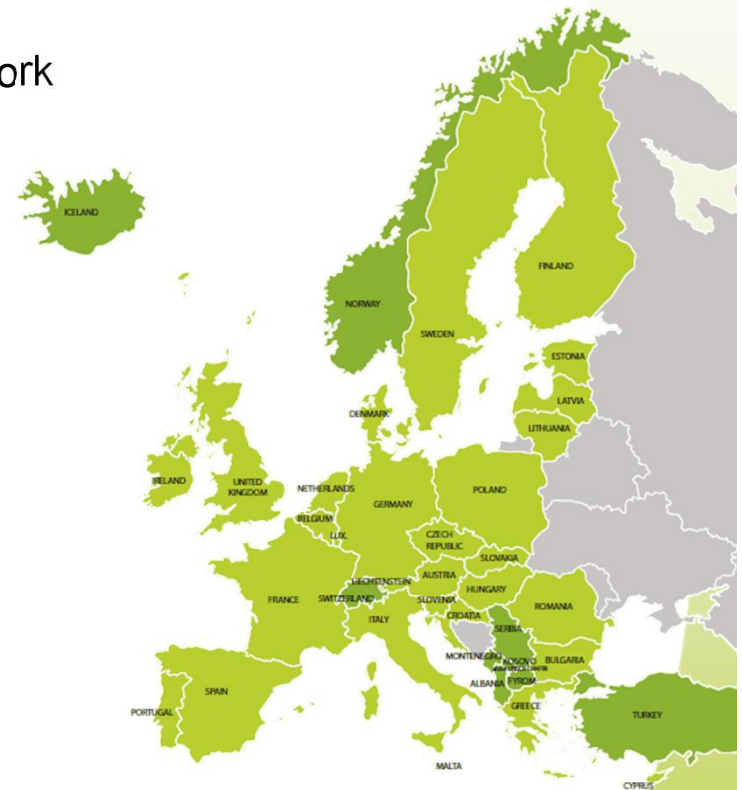 ork
ICELAND
FINLAND
NORWAY
SWEDEN
ESTONIA
LATVIA
DENMARK
LITHUANIA
IRELAND
UNITED
KINGDOM
NETHERLANDS
POLAND
GERMANY
BELGIUM
LUX.
CZECH
REPUBLIC
SLOVAKIA
AUSTRIA
LIECHTENSTEIN
HUNGARY
FRANCE
SWITZERLAND
SLOVENIA
ROMANIA
CROATIA
ITALY
SERBIA
MONTENEGRO
KOSOVO
BULGARIA
ALBANIA
FYROM
SPAIN
GREECE
PORTUGAL
TURKEY
MALTA
CYPRUS